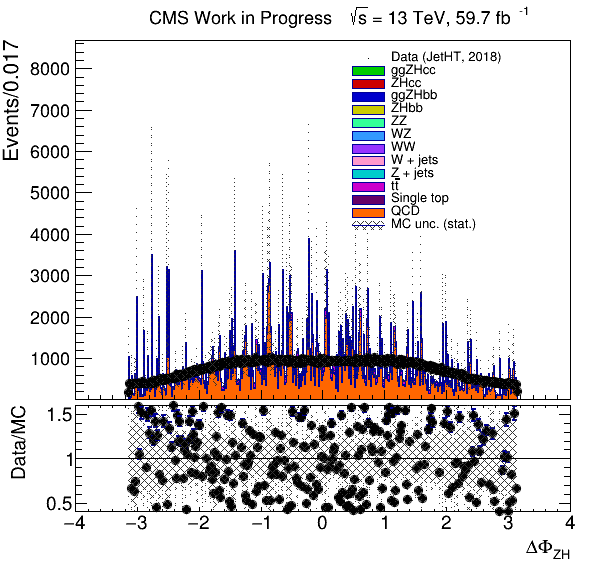 CMS Work in Progress √s = 13 TeV, 59.7 fb -1
Events/0.017
8000
7000
6000
5000
4000
3000
2000
1000
Data (JetHT, 2018)
ggZHcc
ZHcc
ggZHbb
ZHbb
ZZ
WZ
WW
W + jets
Z + jets
tt̄
Single top
QCD
MC unc. (stat.)
Data/MC
1.5
1
0.5
−4 −3 −2 −1 0 1 2 3 4
ΔΦZH